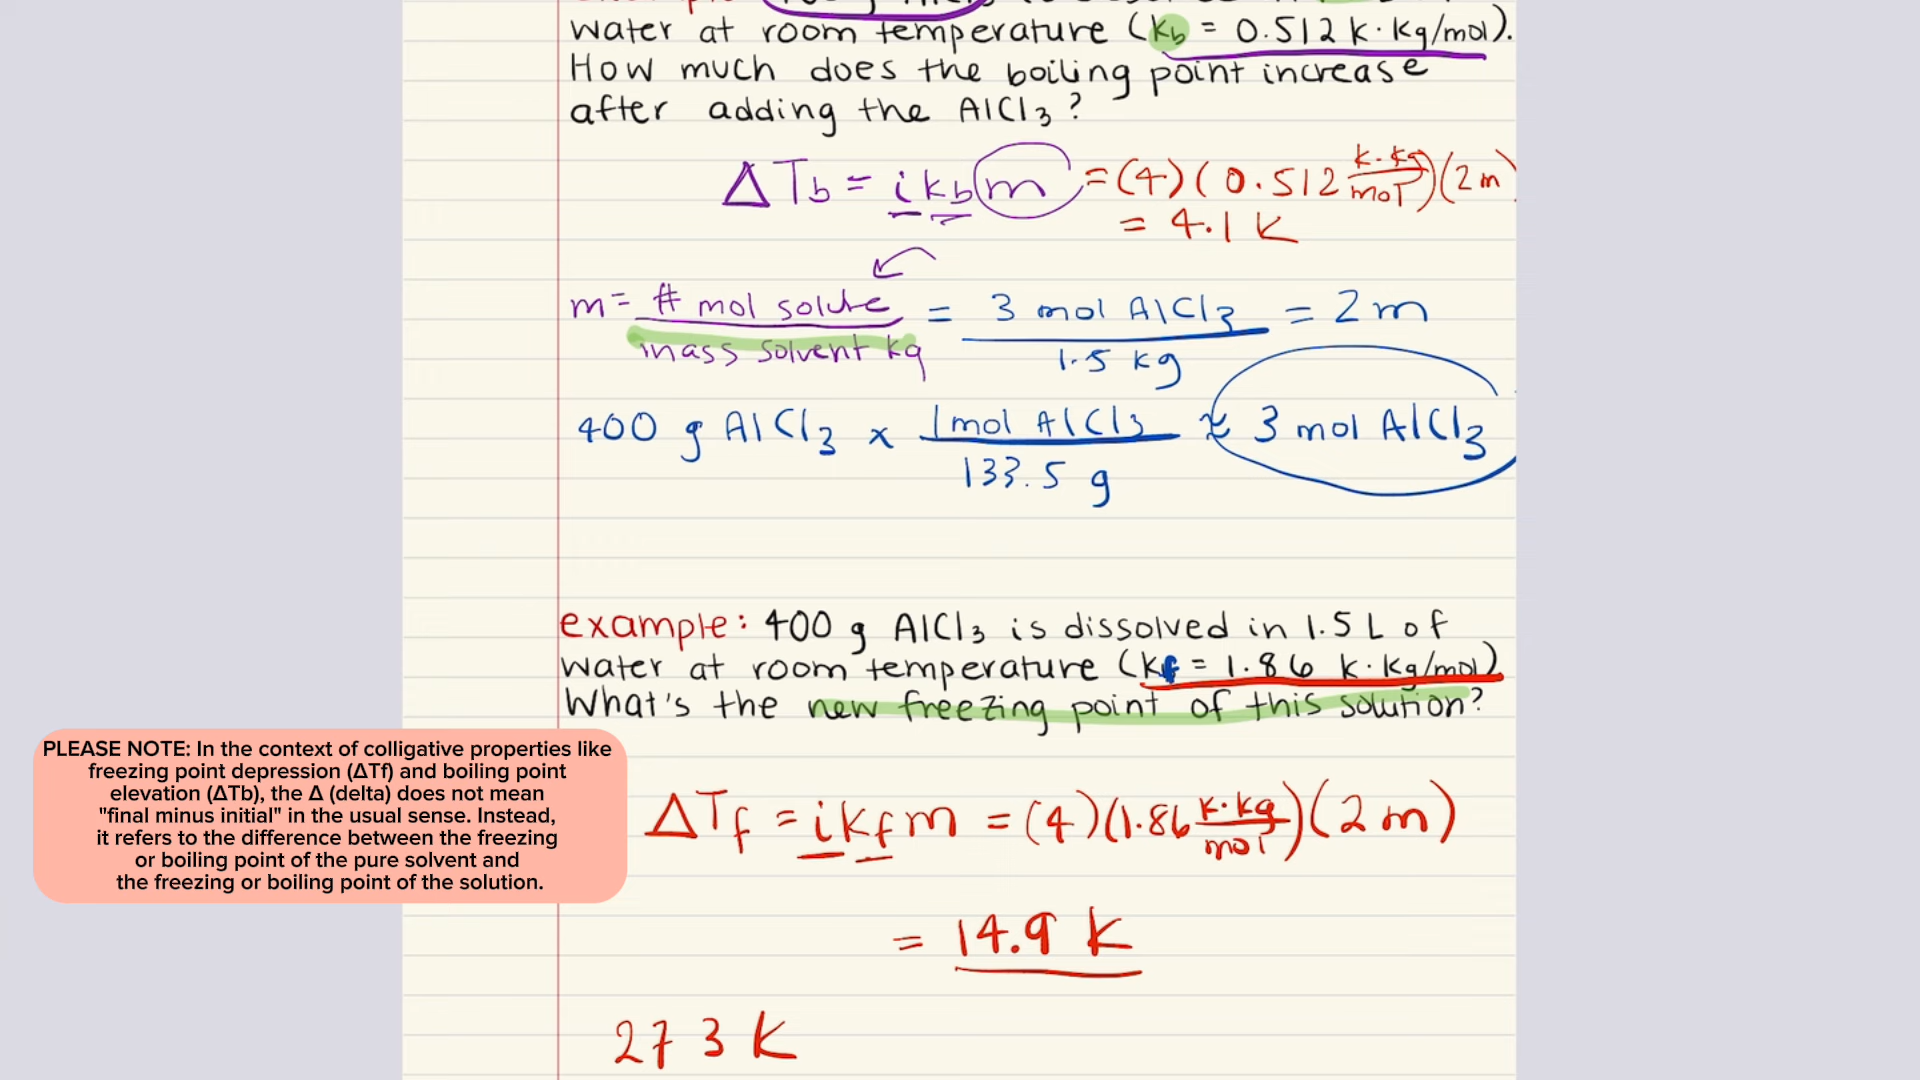 water at room temperature (kb = 0.512 k·kg/mol).
How much does the boiling point increase
after adding the AlCl3?
ΔTb = ikbm = (4)(0.512 k·kg/mol)(2m)
= 4.1 K
m = # mol solute / mass solvent kg = 3 mol AlCl3 / 1.5 kg = 2 m
400 g AlCl3 x 1 mol AlCl3 / 133.5 g ≈ 3 mol AlCl3
example: 400 g AlCl3 is dissolved in 1.5 L of
water at room temperature (kf = 1.86 k·kg/mol)
What's the new freezing point of this solution?
PLEASE NOTE: In the context of colligative properties like
freezing point depression (ΔTf) and boiling point
elevation (ΔTb), the Δ (delta) does not mean
"final minus initial" in the usual sense. Instead,
it refers to the difference between the freezing
or boiling point of the pure solvent and
the freezing or boiling point of the solution.
ΔTf = ikfm = (4)(1.86 k·kg/mol)(2 m)
= 14.9 K
273 K